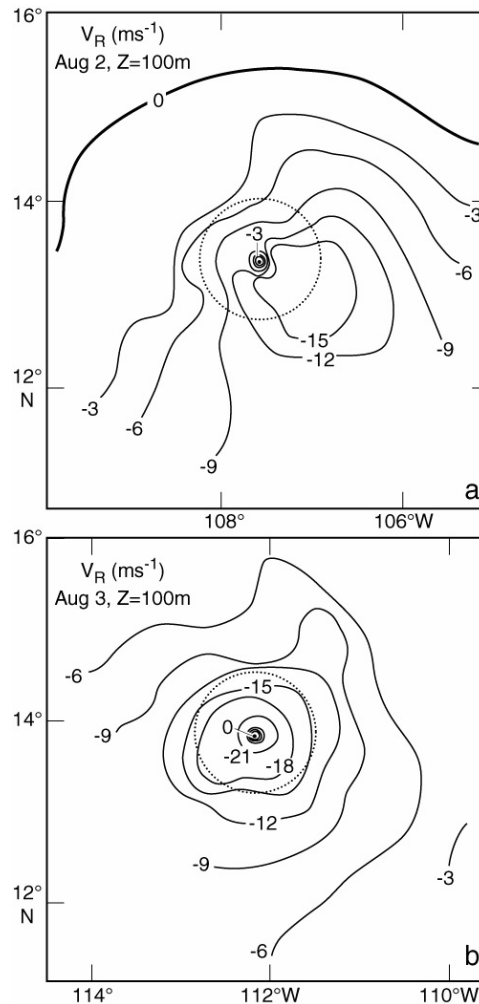 16°
V_R (ms⁻¹)
Aug 2, Z=100m
0
14°
-3
-3
-6
-15
-12
-9
12°
N
-3
-6
-9
108°
106°W
a
16°
V_R (ms⁻¹)
Aug 3, Z=100m
-6
-15
-9
14°
0
-21
-18
-12
-9
-3
12°
N
-6
b
114°
112°W
110°W